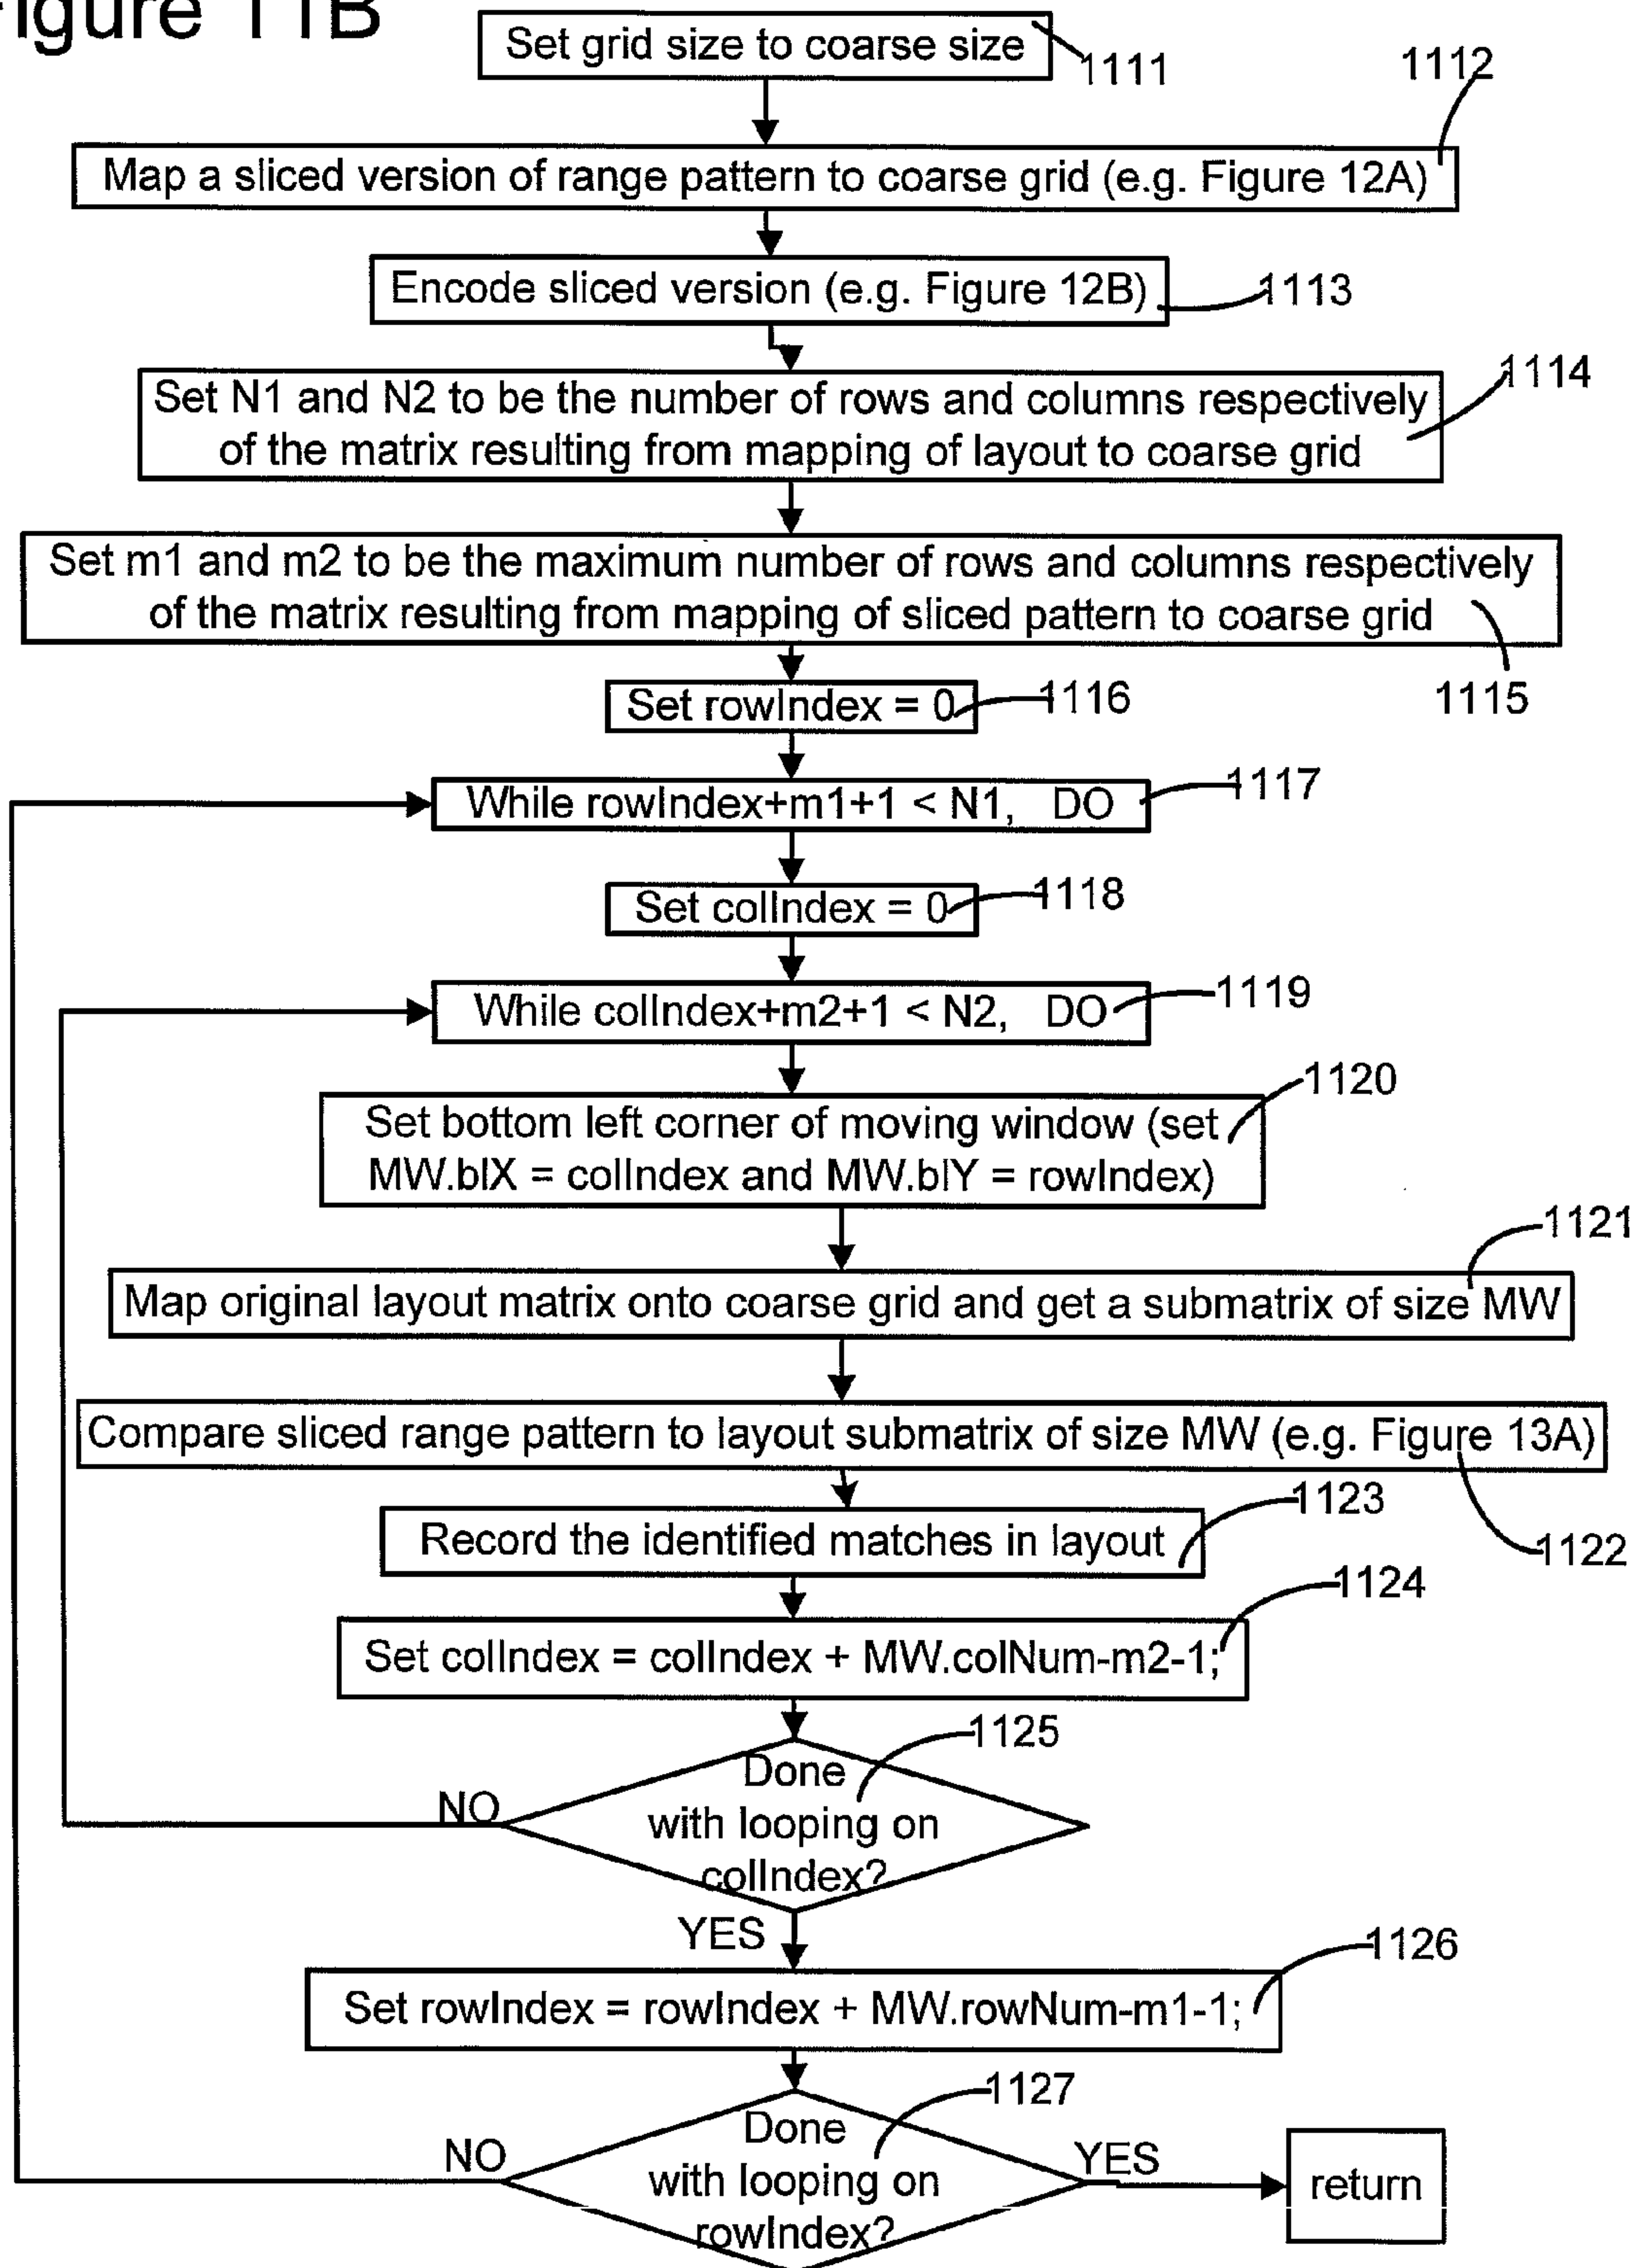 Figure 11B
Set grid size to coarse size
1111
1112
Map a sliced version of range pattern to coarse grid (e.g. Figure 12A)
Encode sliced version (e.g. Figure 12B)
1113
1114
Set N1 and N2 to be the number of rows and columns respectively
of the matrix resulting from mapping of layout to coarse grid
Set m1 and m2 to be the maximum number of rows and columns respectively
of the matrix resulting from mapping of sliced pattern to coarse grid
1115
Set rowIndex = 0
1116
While rowIndex+m1+1 < N1, DO
1117
Set colIndex = 0
1118
While colIndex+m2+1 < N2, DO
1119
1120
Set bottom left corner of moving window (set
MW.blX = colIndex and MW.blY = rowIndex)
1121
Map original layout matrix onto coarse grid and get a submatrix of size MW
Compare sliced range pattern to layout submatrix of size MW (e.g. Figure 13A)
1122
1123
Record the identified matches in layout
1124
Set colIndex = colIndex + MW.colNum-m2-1;
1125
Done
with looping on
colIndex?
NO
YES
1126
Set rowIndex = rowIndex + MW.rowNum-m1-1;
1127
Done
with looping on
rowIndex?
NO
YES
return